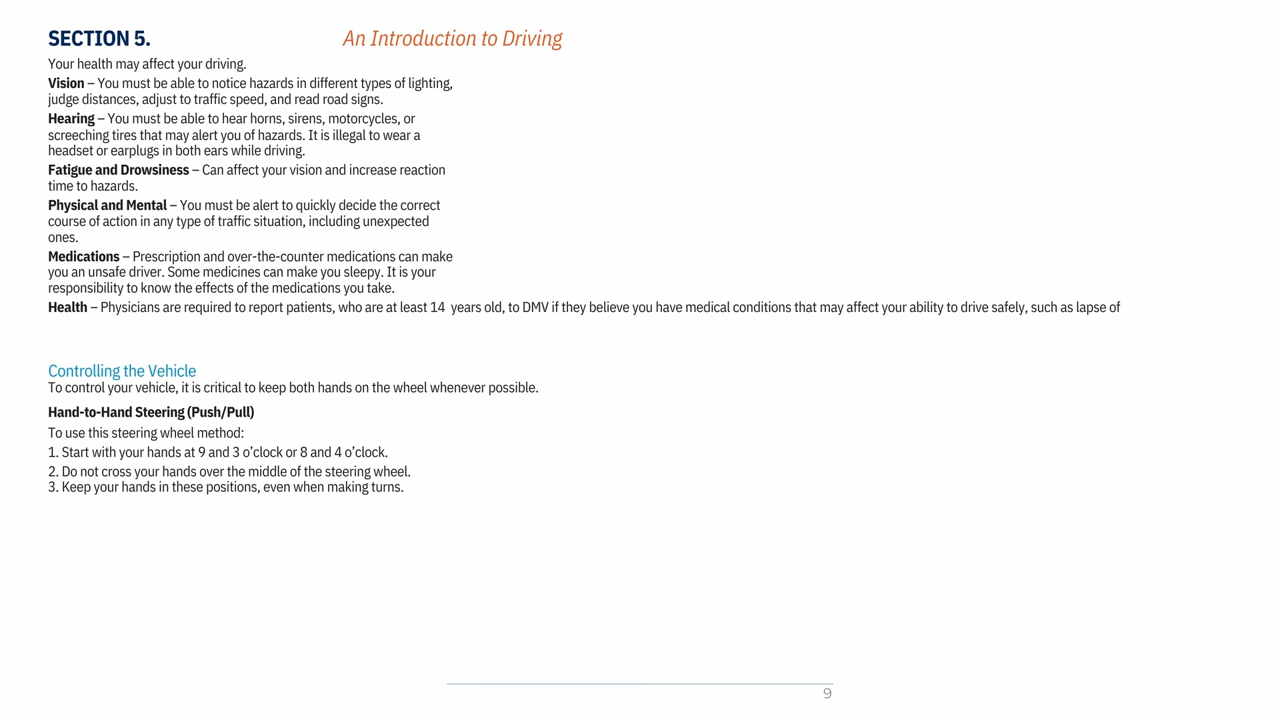 SECTION 5. An Introduction to Driving
Your health may affect your driving.
Vision – You must be able to notice hazards in different types of lighting,
judge distances, adjust to traffic speed, and read road signs.
Hearing – You must be able to hear horns, sirens, motorcycles, or
screeching tires that may alert you of hazards. It is illegal to wear a
headset or earplugs in both ears while driving.
Fatigue and Drowsiness – Can affect your vision and increase reaction
time to hazards.
Physical and Mental – You must be alert to quickly decide the correct
course of action in any type of traffic situation, including unexpected
ones.
Medications – Prescription and over-the-counter medications can make
you an unsafe driver. Some medicines can make you sleepy. It is your
responsibility to know the effects of the medications you take.
Health – Physicians are required to report patients, who are at least 14 years old, to DMV if they believe you have medical conditions that may affect your ability to drive safely, such as lapse of
Controlling the Vehicle
To control your vehicle, it is critical to keep both hands on the wheel whenever possible.
Hand-to-Hand Steering (Push/Pull)
To use this steering wheel method:
1. Start with your hands at 9 and 3 o’clock or 8 and 4 o’clock.
2. Do not cross your hands over the middle of the steering wheel.
3. Keep your hands in these positions, even when making turns.
9